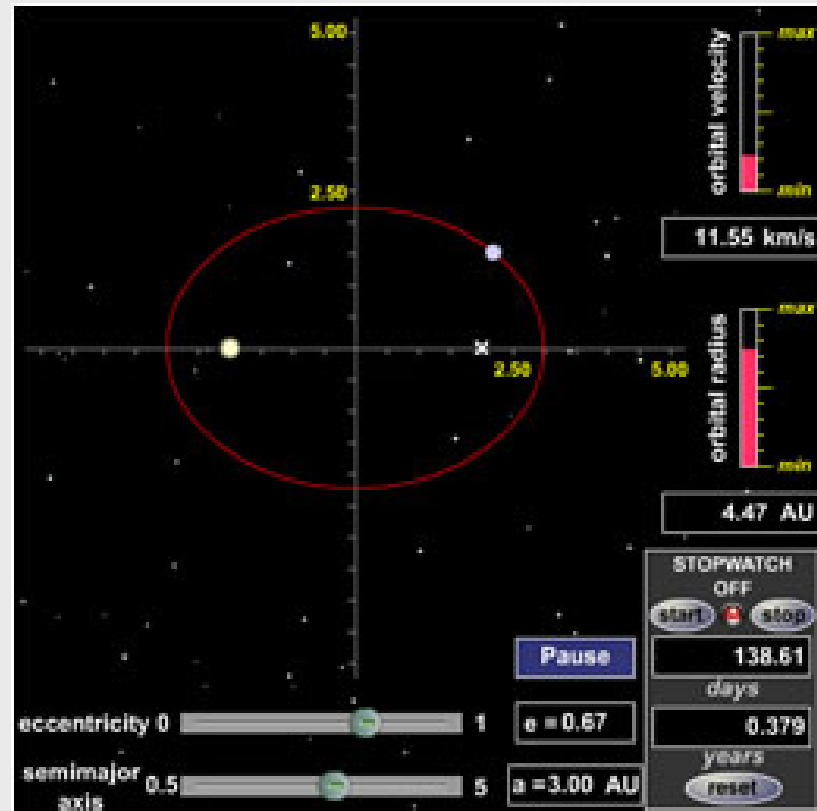 5.00
2.50
2.50
5.00
orbital velocity
max
min
11.55 km/s
orbital radius
max
min
4.47 AU
STOPWATCH
OFF
start
stop
138.61
days
0.379
years
reset
Pause
eccentricity 0
1
e = 0.67
semimajor
axis
0.5
5
a = 3.00 AU